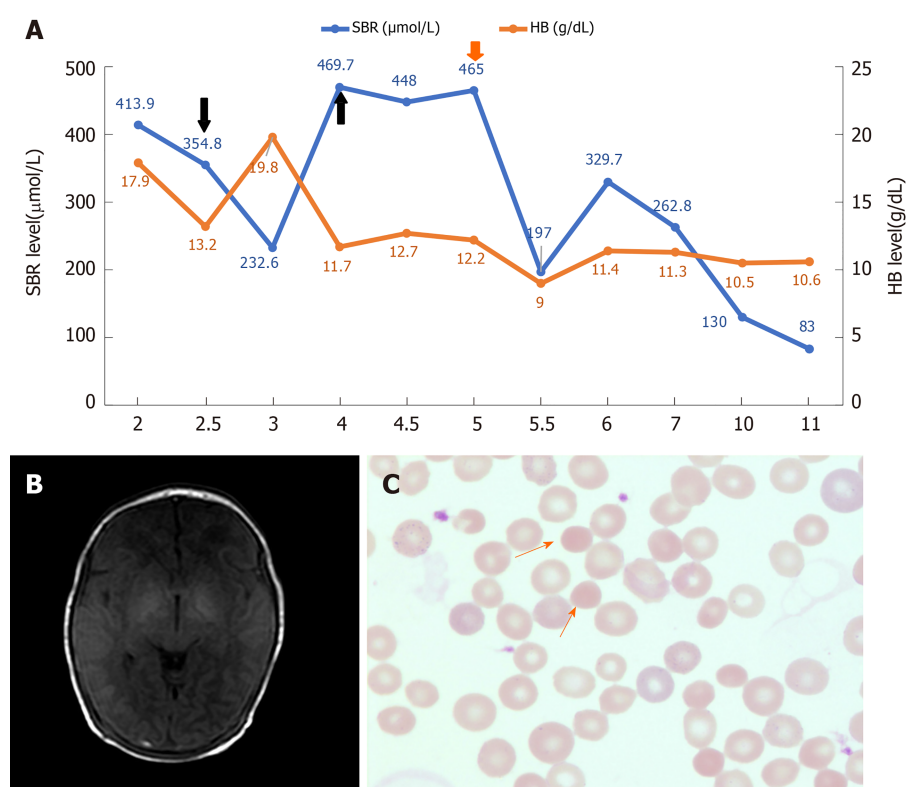 A
SBR (µmol/L) HB (g/dL)
SBR level(µmol/L)
500
400
300
200
100
0
413.9 354.8 232.6 469.7 448 465 197 329.7 262.8 130 83
17.9 13.2 19.8 11.7 12.7 12.2 9 11.4 11.3 10.5 10.6
25
20
15
10
5
0
HB level(g/dL)
2 2.5 3 4 4.5 5 5.5 6 7 10 11
B
C